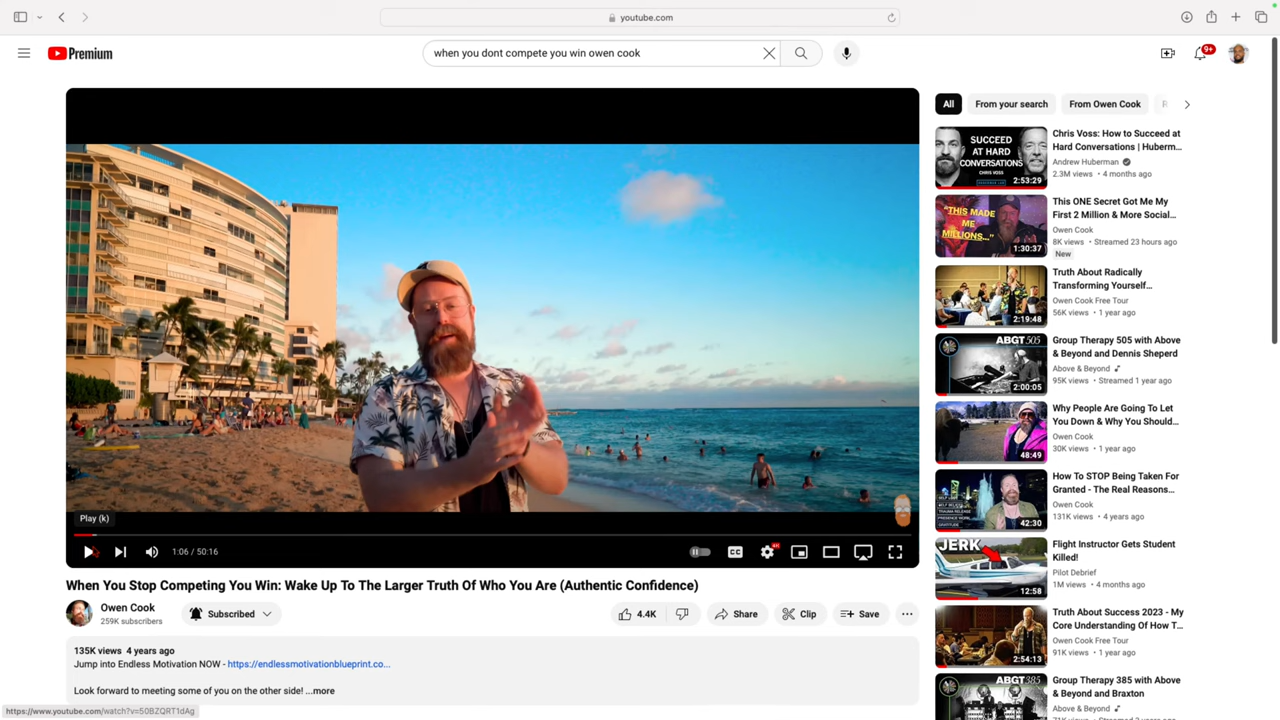 youtube.com
Premium
when you dont compete you win owen cook
9+
All
From your search
From Owen Cook
SUCCEED
AT HARD
CONVERSATIONS
CHRIS VOSS
2:53:29
Chris Voss: How to Succeed at
Hard Conversations | Huberm...
Andrew Huberman
2.3M views • 4 months ago
"THIS MADE
ME
MILLIONS..."
1:30:37
This ONE Secret Got Me My
First 2 Million & More Social...
Owen Cook
8K views • Streamed 23 hours ago
New
2:19:48
Truth About Radically
Transforming Yourself...
Owen Cook Free Tour
56K views • 1 year ago
ABGT505
2:00:05
Group Therapy 505 with Above
& Beyond and Dennis Sheperd
Above & Beyond
95K views • Streamed 1 year ago
48:49
Why People Are Going To Let
You Down & Why You Should...
Owen Cook
30K views • 1 year ago
42:30
How To STOP Being Taken For
Granted - The Real Reasons...
Owen Cook
131K views • 4 years ago
JERK
12:58
Flight Instructor Gets Student
Killed!
Pilot Debrief
1M views • 4 months ago
2:54:13
Truth About Success 2023 - My
Core Understanding Of How T...
Owen Cook Free Tour
91K views • 1 year ago
ABGT385
Group Therapy 385 with Above
& Beyond and Braxton
Above & Beyond
Play (k)
1:06 / 50:16
CC
When You Stop Competing You Win: Wake Up To The Larger Truth Of Who You Are (Authentic Confidence)
Owen Cook
259K subscribers
Subscribed
4.4K
Share
Clip
Save
135K views 4 years ago
Jump into Endless Motivation NOW - https://endlessmotivationblueprint.co...
Look forward to meeting some of you on the other side! ...more
https://www.youtube.com/watch?v=50BZQRT1dAg